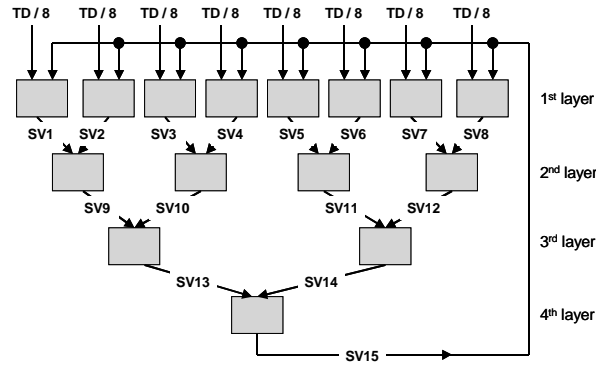 TD / 8 TD / 8 TD / 8 TD / 8 TD / 8 TD / 8 TD / 8 TD / 8
1st layer
SV1 SV2 SV3 SV4 SV5 SV6 SV7 SV8
2nd layer
SV9 SV10 SV11 SV12
3rd layer
SV13 SV14
4th layer
SV15